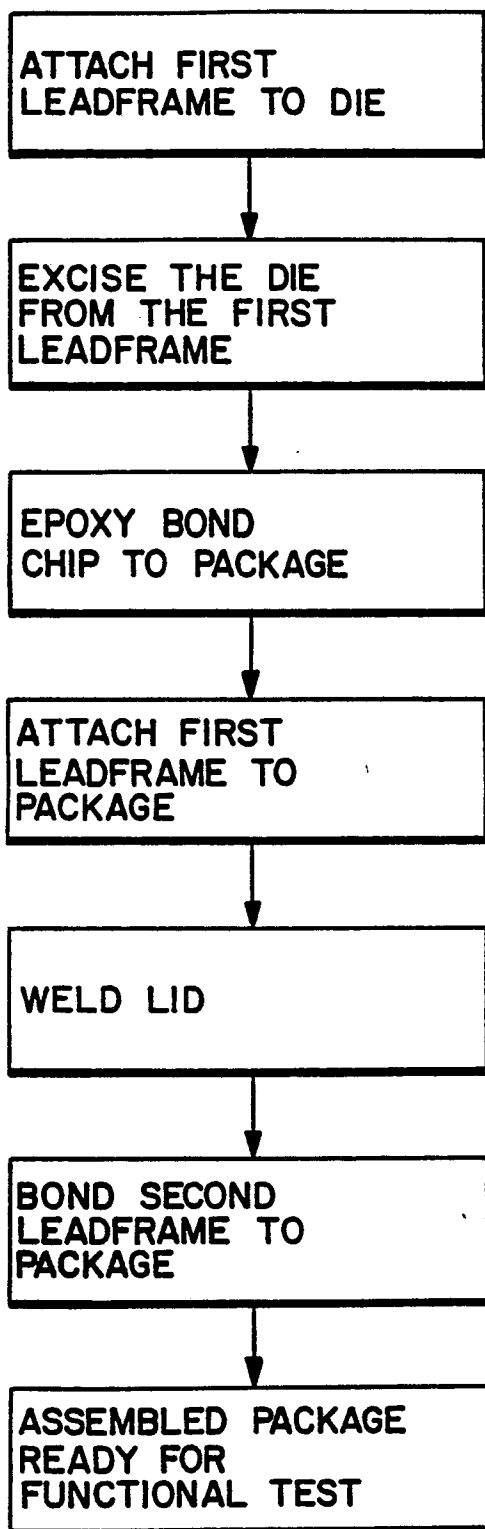 ATTACH FIRST
LEADFRAME TO DIE
EXCISE THE DIE
FROM THE FIRST
LEADFRAME
EPOXY BOND
CHIP TO PACKAGE
ATTACH FIRST
LEADFRAME TO
PACKAGE
WELD LID
BOND SECOND
LEADFRAME TO
PACKAGE
ASSEMBLED PACKAGE
READY FOR
FUNCTIONAL TEST